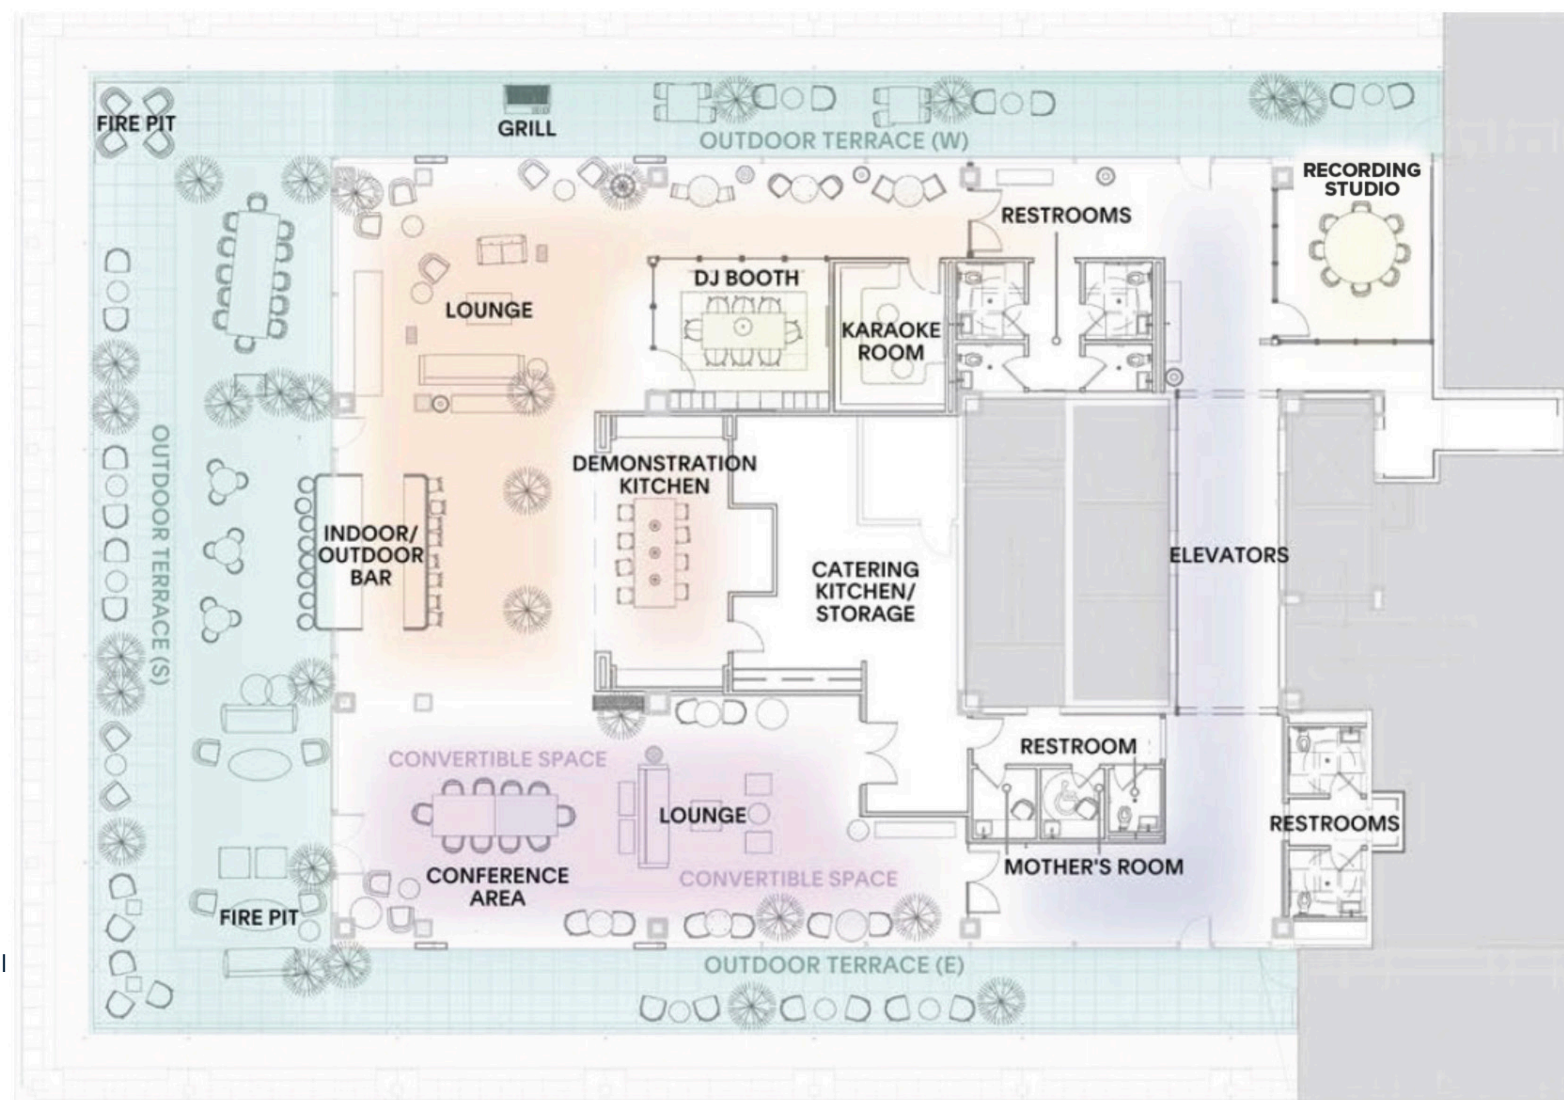 FIRE PIT
GRILL
OUTDOOR TERRACE (W)
RECORDING
STUDIO
RESTROOMS
DJ BOOTH
LOUNGE
KARAOKE
ROOM
DEMONSTRATION
KITCHEN
OUTDOOR TERRACE (S)
INDOOR/
OUTDOOR
BAR
ELEVATORS
CATERING
KITCHEN/
STORAGE
RESTROOM
CONVERTIBLE SPACE
LOUNGE
RESTROOMS
MOTHER'S ROOM
CONFERENCE
AREA
CONVERTIBLE SPACE
FIRE PIT
OUTDOOR TERRACE (E)